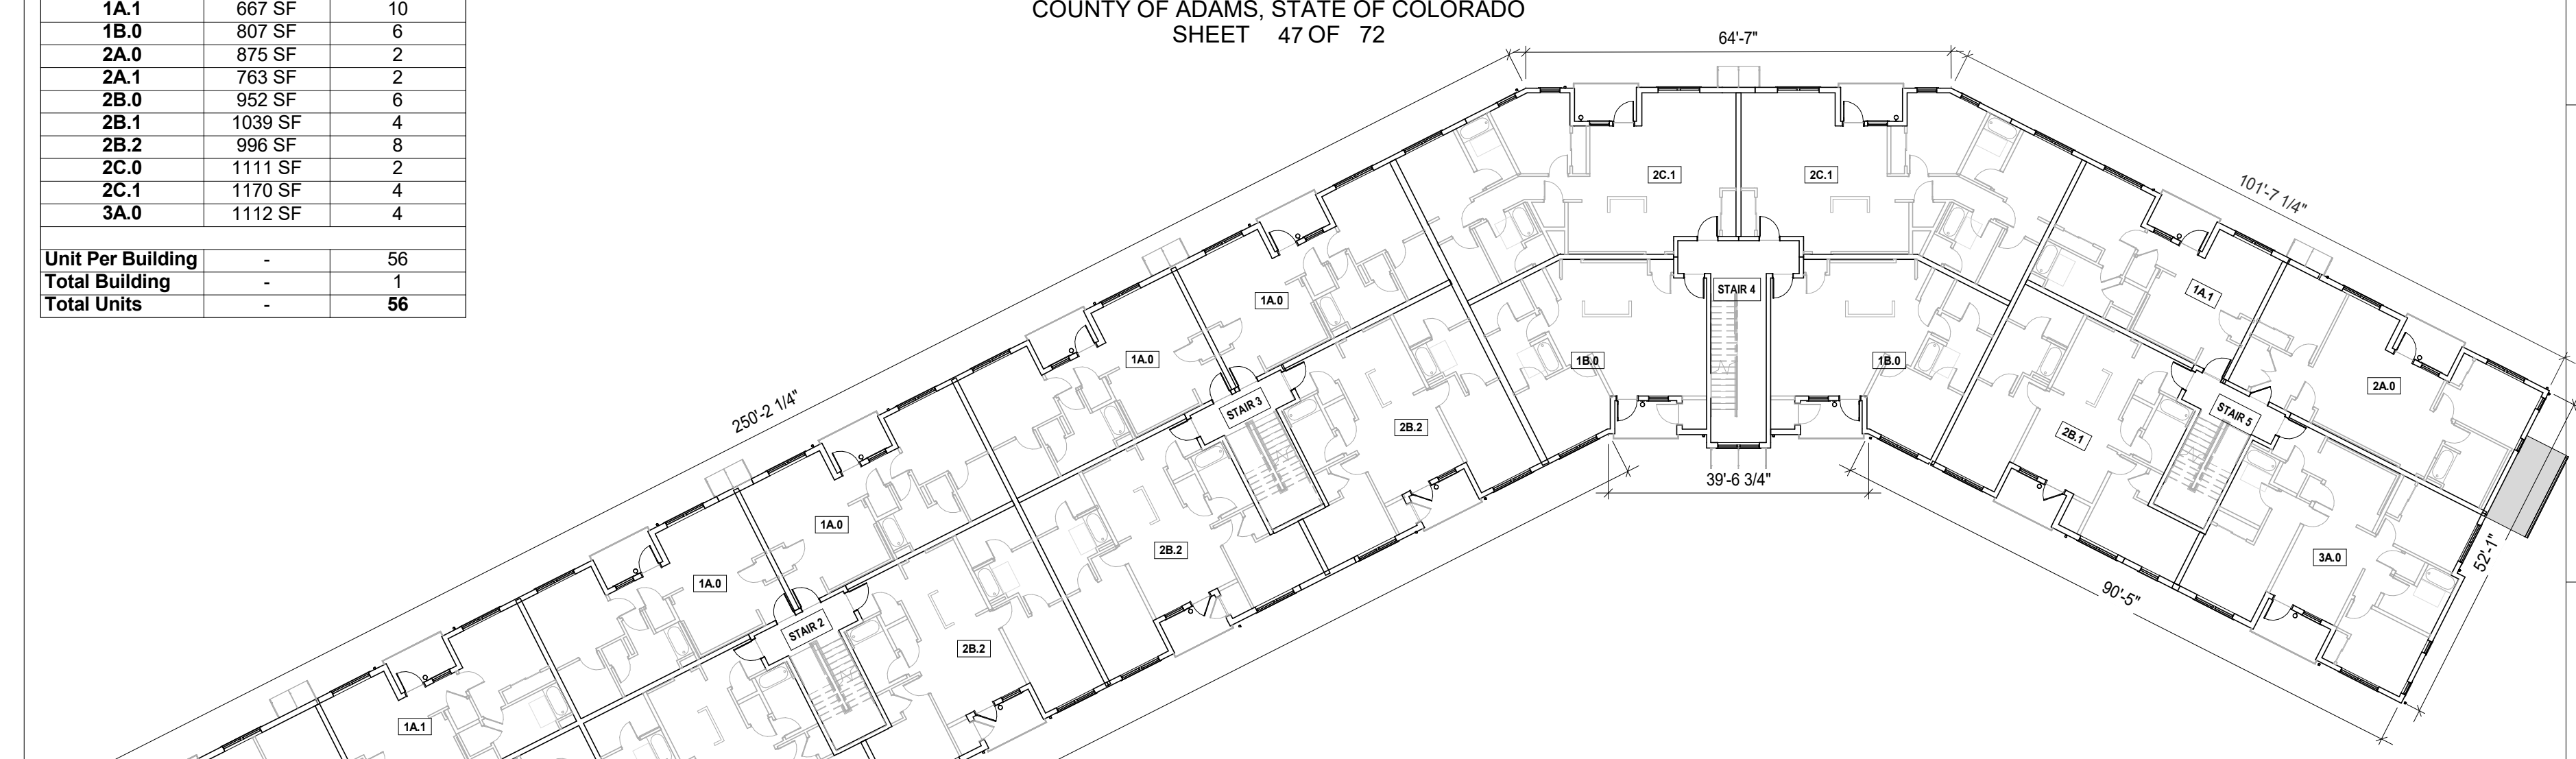 COUNTY OF ADAMS, STATE OF COLORADO
SHEET 47 OF 72
1A.1 667 SF 10
1B.0 807 SF 6
2A.0 875 SF 2
2A.1 763 SF 2
2B.0 952 SF 6
2B.1 1039 SF 4
2B.2 996 SF 8
2C.0 1111 SF 2
2C.1 1170 SF 4
3A.0 1112 SF 4
Unit Per Building - 56
Total Building - 1
Total Units - 56
64'-7"
101'-7 1/4"
250'-2 1/4"
39'-6 3/4"
90'-5"
52'-1"
2C.1
2C.1
STAIR 4
1A.0
1A.1
1A.0
1B.0
1B.0
2A.0
STAIR 3
STAIR 5
2B.2
2B.1
1A.0
2B.2
3A.0
1A.0
STAIR 2
2B.2
1A.1